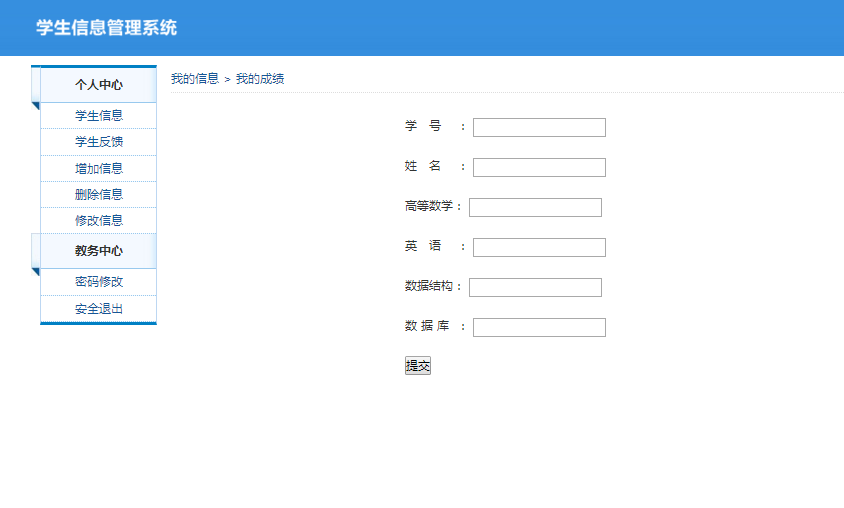 学生信息管理系统
个人中心
学生信息
学生反馈
增加信息
删除信息
修改信息
教务中心
密码修改
安全退出
我的信息 > 我的成绩
学 号 :
姓 名 :
高等数学 :
英 语 :
数据结构 :
数 据 库 :
提交